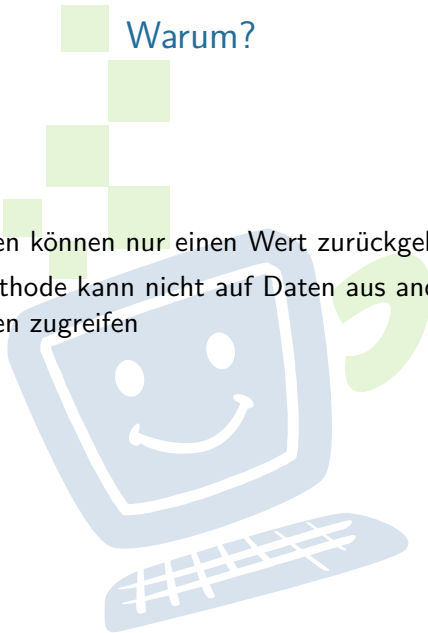 Warum?
en können nur einen Wert zurückgel
thode kann nicht auf Daten aus and
en zugreifen